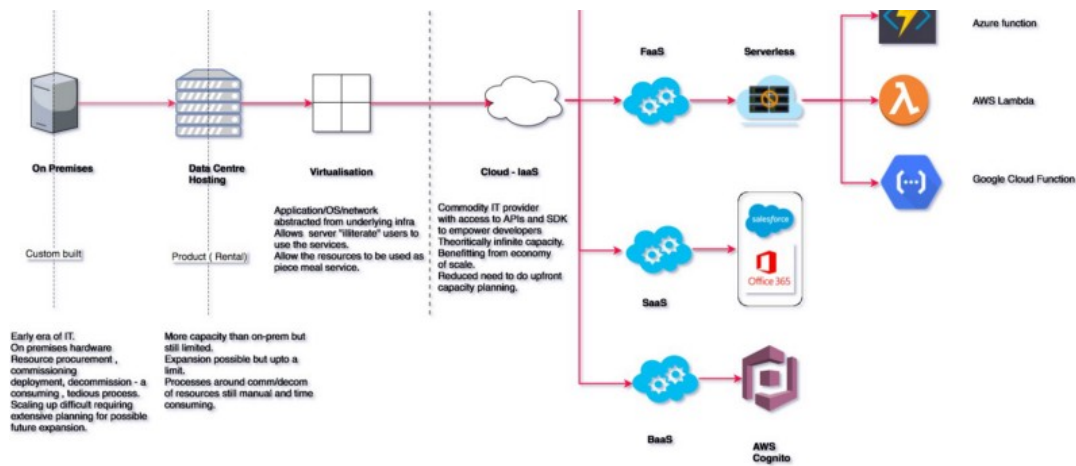 Azure function
FaaS
Serverless
AWS Lambda
On Premises
Data Centre
Hosting
Virtualisation
Cloud - IaaS
Google Cloud Function
Custom built
Product ( Rental)
Application/OS/network
abstracted from underlying infra
Allows server "illiterate" users to
use the services.
Allow the resources to be used as
piece meal service.
Commodity IT provider
with access to APIs and SDK
to empower developers
Theoritically infinite capacity.
Benefitting from economy
of scale.
Reduced need to do upfront
capacity planning.
salesforce
Office 365
SaaS
Early era of IT.
On premises hardware
Resource procurement ,
commissioning
deployment, decommission - a
consuming , tedious process.
Scaling up difficult requiring
extensive planning for possible
future expansion.
More capacity than on-prem but
still limited.
Expansion possible but upto a
limit.
Processes around comm/decom
of resources still manual and time
consuming.
BaaS
AWS
Cognito